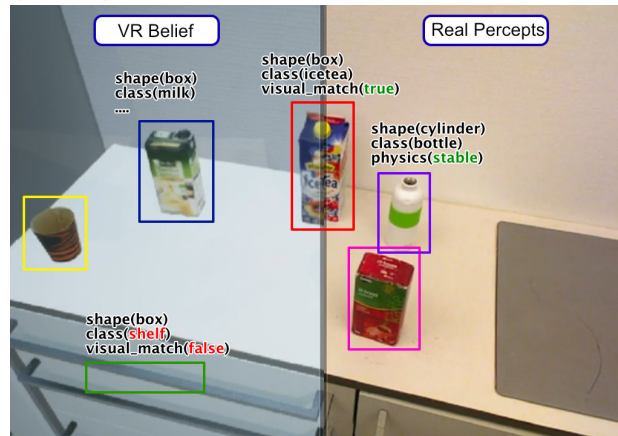 VR Belief
Real Percepts
shape(box)
class(icetea)
visual_match(true)
shape(box)
class(milk)
....
shape(cylinder)
class(bottle)
physics(stable)
IceTea
shape(box)
class(shelf)
visual_match(false)